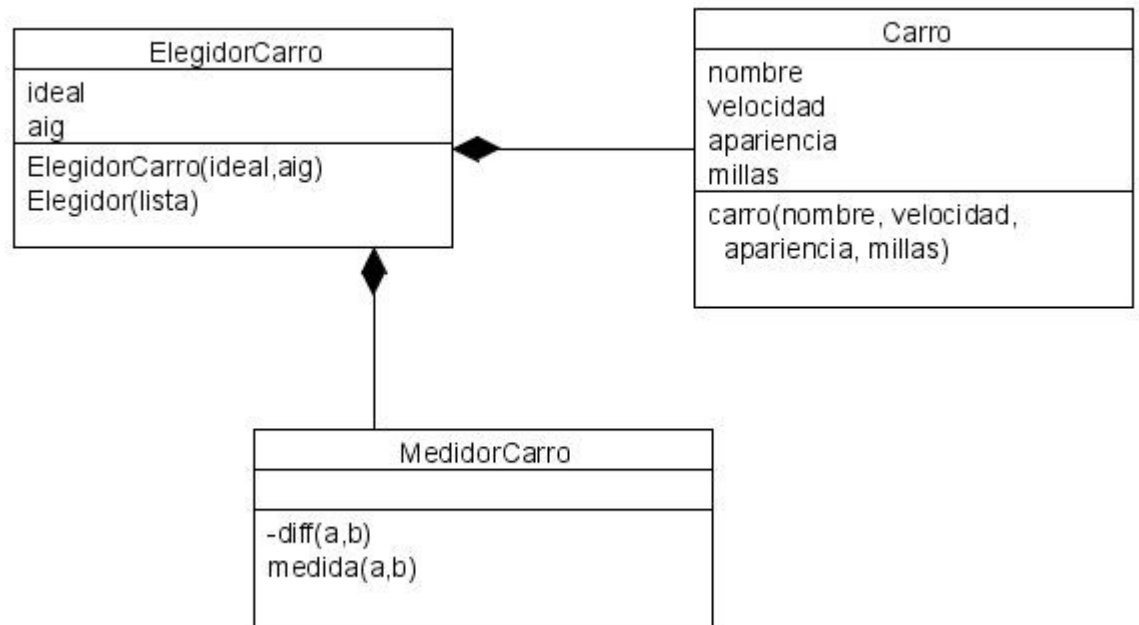 ElegidorCarro
ideal
aig
ElegidorCarro(ideal,aig)
Elegidor(lista)
Carro
nombre
velocidad
apariencia
millas
carro(nombre, velocidad,
apariencia, millas)
MedidorCarro
-diff(a,b)
medida(a,b)